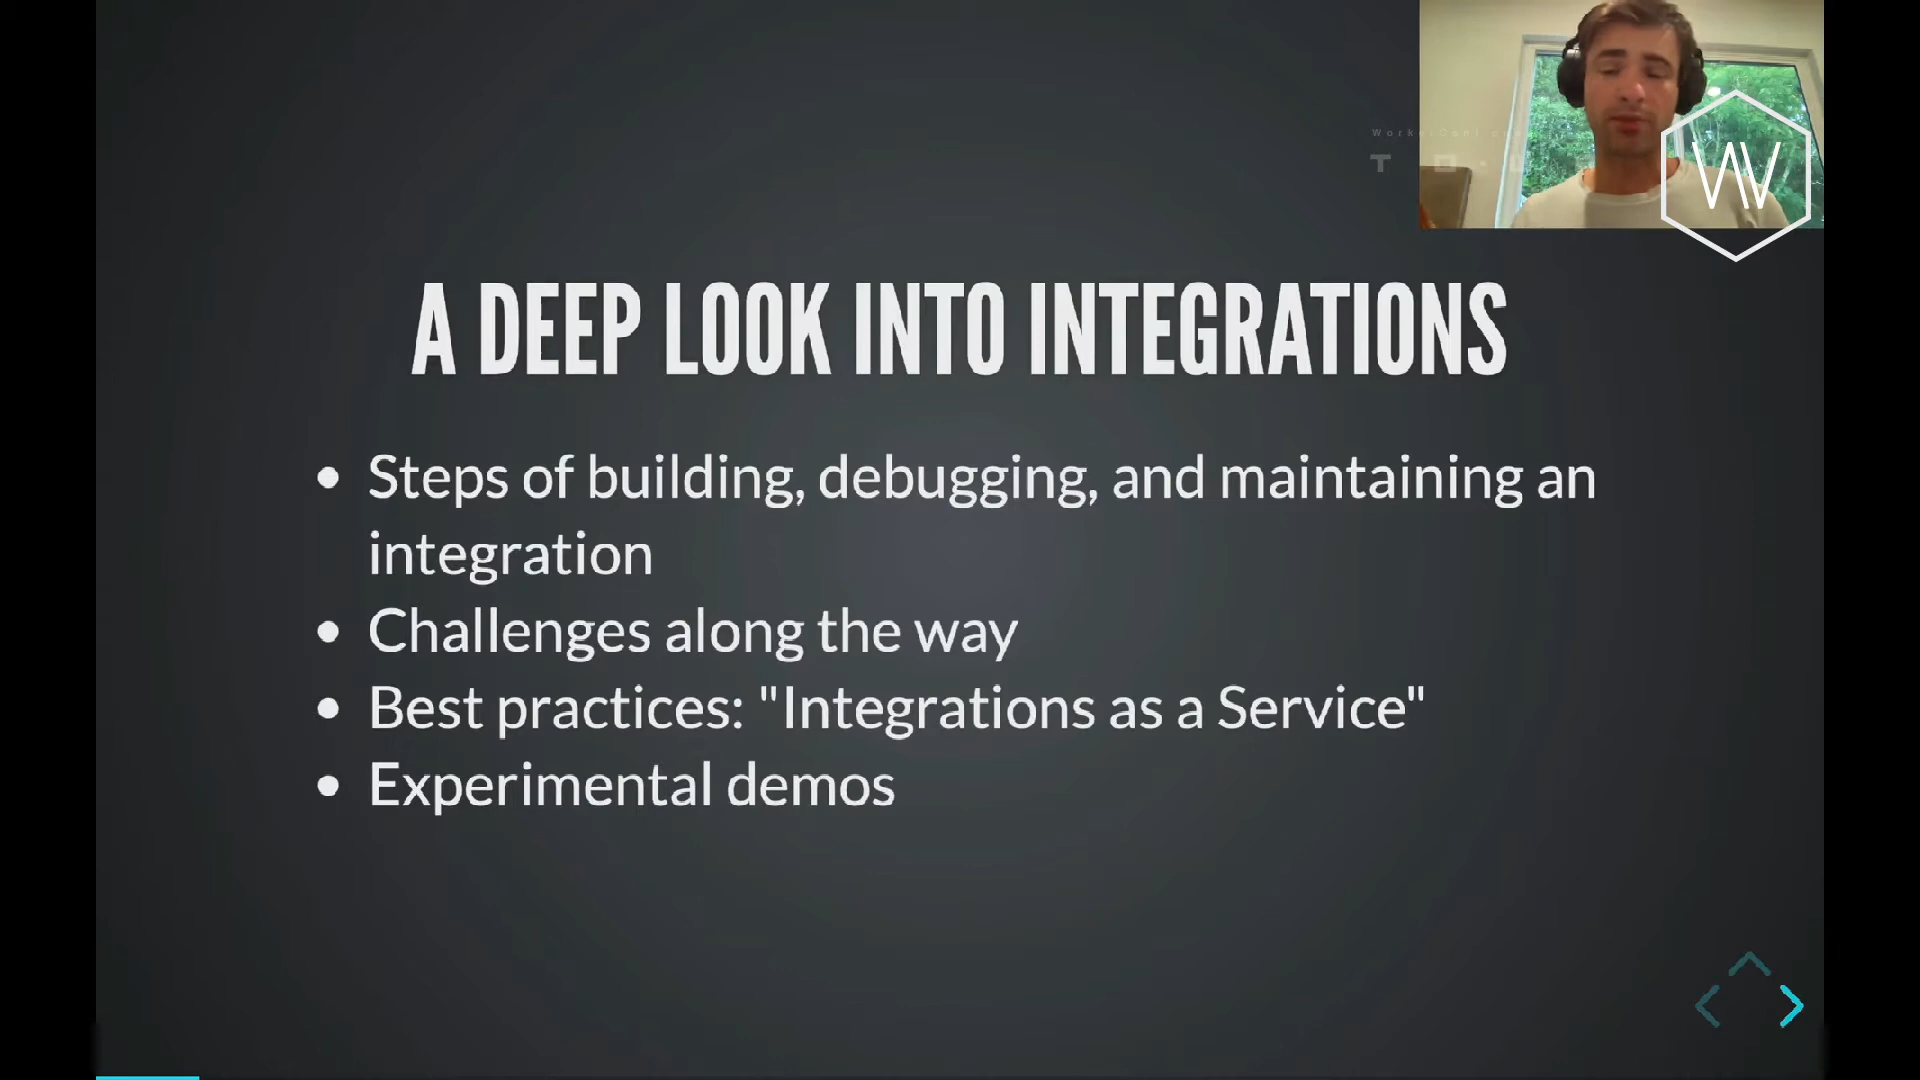 A DEEP LOOK INTO INTEGRATIONS
Steps of building, debugging, and maintaining an
integration
Challenges along the way
Best practices: "Integrations as a Service"
Experimental demos
W